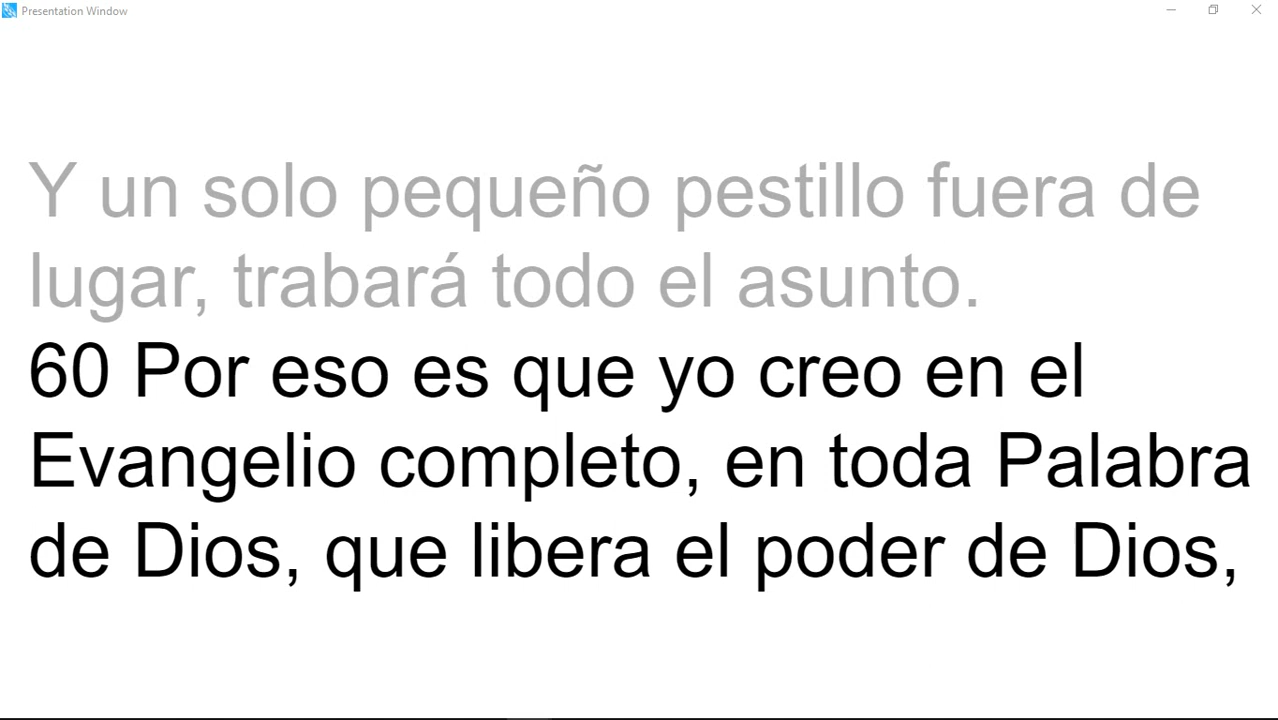 Presentation Window
Y un solo pequeño pestillo fuera de
lugar, trabará todo el asunto.
60 Por eso es que yo creo en el
Evangelio completo, en toda Palabra
de Dios, que libera el poder de Dios,